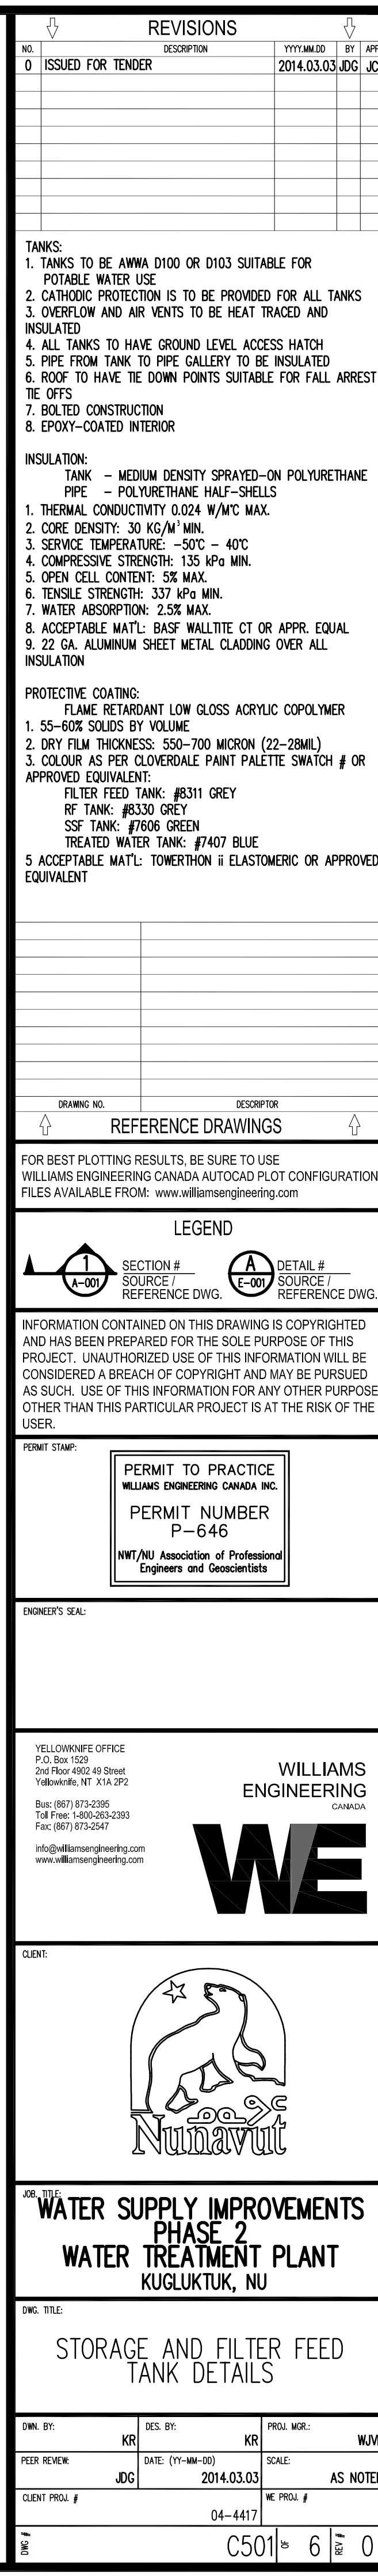 REVISIONS
NO. DESCRIPTION YYYY.MM.DD BY APP
0 ISSUED FOR TENDER 2014.03.03 JDG JC
TANKS:
1. TANKS TO BE AWWA D100 OR D103 SUITABLE FOR
POTABLE WATER USE
2. CATHODIC PROTECTION IS TO BE PROVIDED FOR ALL TANKS
3. OVERFLOW AND AIR VENTS TO BE HEAT TRACED AND
INSULATED
4. ALL TANKS TO HAVE GROUND LEVEL ACCESS HATCH
5. PIPE FROM TANK TO PIPE GALLERY TO BE INSULATED
6. ROOF TO HAVE TIE DOWN POINTS SUITABLE FOR FALL ARREST
TIE OFFS
7. BOLTED CONSTRUCTION
8. EPOXY-COATED INTERIOR
INSULATION:
TANK - MEDIUM DENSITY SPRAYED-ON POLYURETHANE
PIPE - POLYURETHANE HALF-SHELLS
1. THERMAL CONDUCTIVITY 0.024 W/M°C MAX.
2. CORE DENSITY: 30 KG/M³ MIN.
3. SERVICE TEMPERATURE: -50°C - 40°C
4. COMPRESSIVE STRENGTH: 135 kPa MIN.
5. OPEN CELL CONTENT: 5% MAX.
6. TENSILE STRENGTH: 337 kPa MIN.
7. WATER ABSORPTION: 2.5% MAX.
8. ACCEPTABLE MAT'L: BASF WALLTITE CT OR APPR. EQUAL
9. 22 GA. ALUMINUM SHEET METAL CLADDING OVER ALL
INSULATION
PROTECTIVE COATING:
FLAME RETARDANT LOW GLOSS ACRYLIC COPOLYMER
1. 55-60% SOLIDS BY VOLUME
2. DRY FILM THICKNESS: 550-700 MICRON (22-28MIL)
3. COLOUR AS PER CLOVERDALE PAINT PALETTE SWATCH # OR
APPROVED EQUIVALENT:
FILTER FEED TANK: #8311 GREY
RF TANK: #8330 GREY
SSF TANK: #7606 GREEN
TREATED WATER TANK: #7407 BLUE
5 ACCEPTABLE MAT'L: TOWERTHON ii ELASTOMERIC OR APPROVED
EQUIVALENT
DRAWING NO. DESCRIPTOR
REFERENCE DRAWINGS
FOR BEST PLOTTING RESULTS, BE SURE TO USE
WILLIAMS ENGINEERING CANADA AUTOCAD PLOT CONFIGURATION
FILES AVAILABLE FROM: www.williamsengineering.com
LEGEND
1 SECTION # A DETAIL #
A-001 SOURCE / E-001 SOURCE /
REFERENCE DWG. REFERENCE DWG.
INFORMATION CONTAINED ON THIS DRAWING IS COPYRIGHTED
AND HAS BEEN PREPARED FOR THE SOLE PURPOSE OF THIS
PROJECT. UNAUTHORIZED USE OF THIS INFORMATION WILL BE
CONSIDERED A BREACH OF COPYRIGHT AND MAY BE PURSUED
AS SUCH. USE OF THIS INFORMATION FOR ANY OTHER PURPOSE
OTHER THAN THIS PARTICULAR PROJECT IS AT THE RISK OF THE
USER.
PERMIT STAMP:
PERMIT TO PRACTICE
WILLIAMS ENGINEERING CANADA INC.
PERMIT NUMBER
P-646
NWT/NU Association of Professional
Engineers and Geoscientists
ENGINEER'S SEAL:
YELLOWKNIFE OFFICE
P.O. Box 1529
2nd Floor 4902 49 Street
Yellowknife, NT X1A 2P2
Bus: (867) 873-2395
Toll Free: 1-800-263-2393
Fax: (867) 873-2547
info@williamsengineering.com
www.williamsengineering.com
WILLIAMS
ENGINEERING
CANADA
WE
CLIENT:
ᓄᓇᕗᑦ
Nunavut
JOB. TITLE:
WATER SUPPLY IMPROVEMENTS
PHASE 2
WATER TREATMENT PLANT
KUGLUKTUK, NU
DWG. TITLE:
STORAGE AND FILTER FEED
TANK DETAILS
DWN. BY: DES. BY: PROJ. MGR.:
KR KR WJV
PEER REVIEW: DATE: (YY-MM-DD) SCALE:
JDG 2014.03.03 AS NOTE
CLIENT PROJ. # WE PROJ. #
04-4417
DWG # C501 OF 6 REV # 0